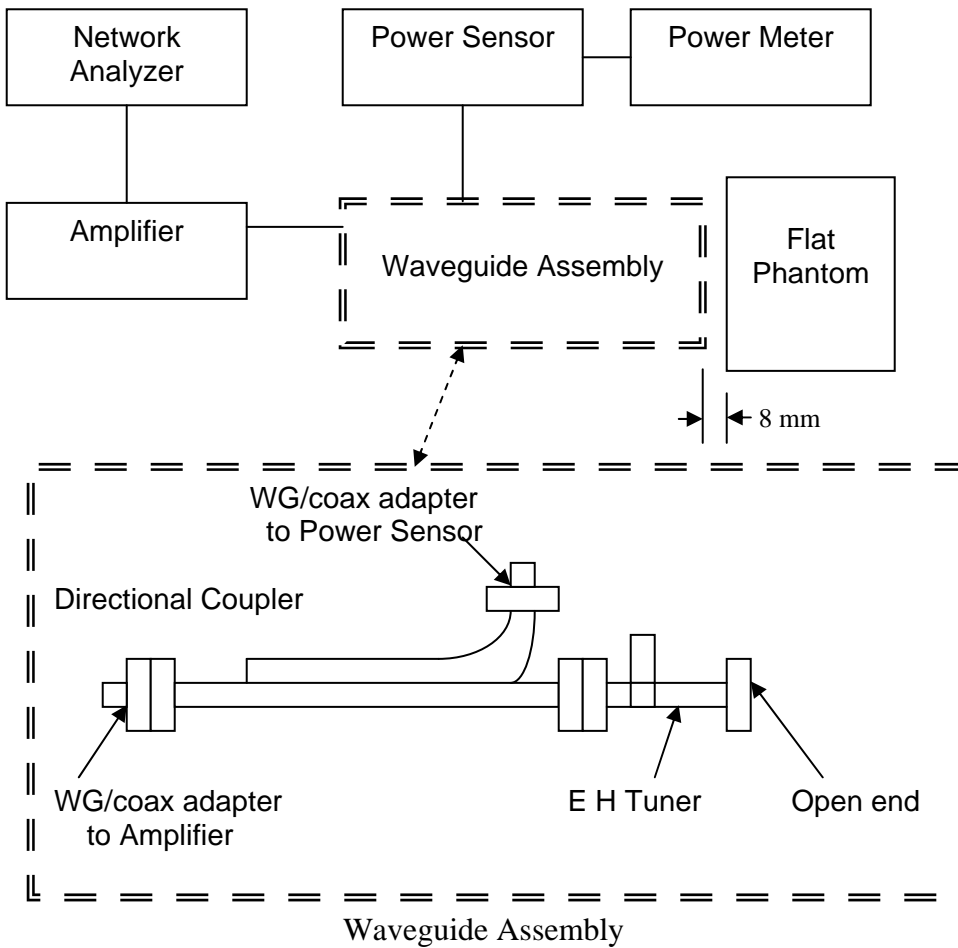 Network
Analyzer
Power Sensor
Power Meter
Amplifier
Waveguide Assembly
Flat
Phantom
8 mm
WG/coax adapter
to Power Sensor
Directional Coupler
WG/coax adapter
to Amplifier
E H Tuner
Open end
Waveguide Assembly